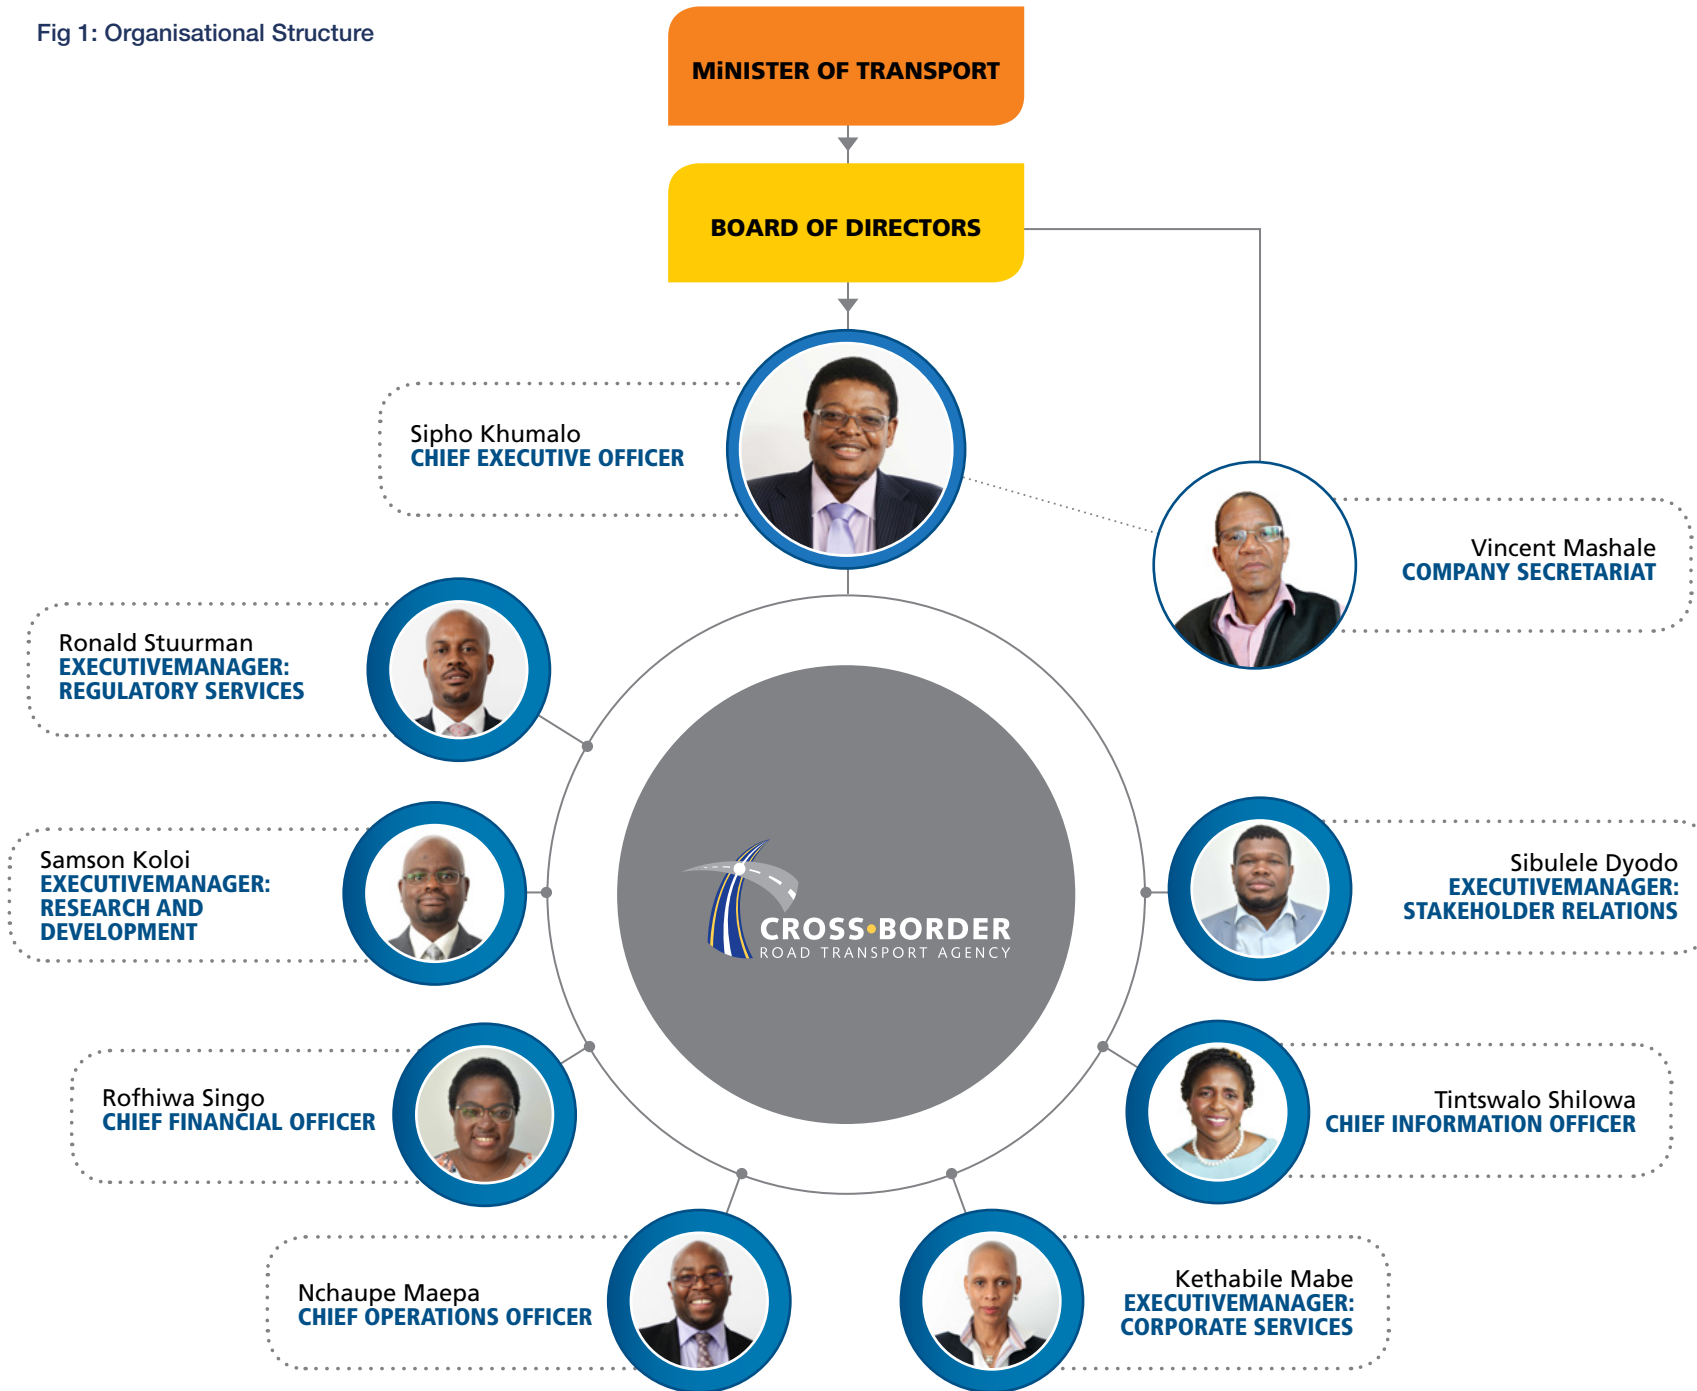 Fig 1: Organisational Structure
MiNISTER OF TRANSPORT
BOARD OF DIRECTORS
Sipho Khumalo
CHIEF EXECUTIVE OFFICER
Vincent Mashale
COMPANY SECRETARIAT
Ronald Stuurman
EXECUTIVEMANAGER:
REGULATORY SERVICES
Samson Koloi
EXECUTIVEMANAGER:
RESEARCH AND
DEVELOPMENT
Sibulele Dyodo
EXECUTIVEMANAGER:
STAKEHOLDER RELATIONS
CROSS•BORDER
ROAD TRANSPORT AGENCY
Rofhiwa Singo
CHIEF FINANCIAL OFFICER
Tintswalo Shilowa
CHIEF INFORMATION OFFICER
Nchaupe Maepa
CHIEF OPERATIONS OFFICER
Kethabile Mabe
EXECUTIVEMANAGER:
CORPORATE SERVICES